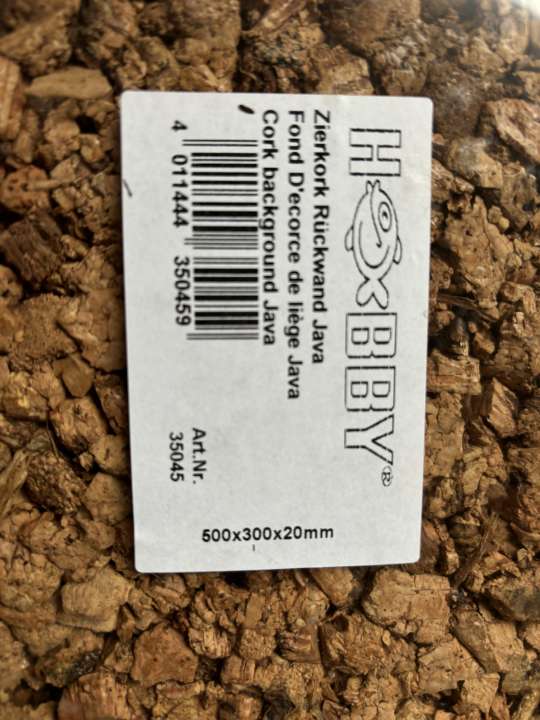 HOBBY®
Zierkork Rückwand Java
Fond D'ecorce de liège Java
Cork background Java
4 011444 350459
Art.Nr.
35045
500x300x20mm